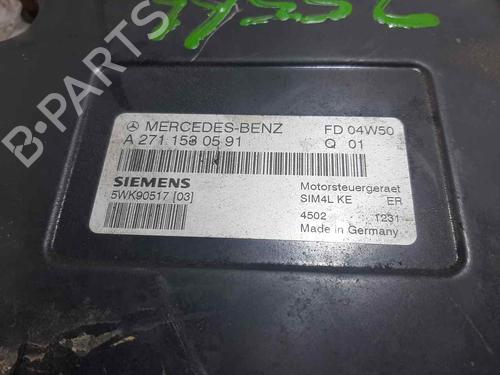 MERCEDES-BENZ FD 04W50
A 271 153 05 91 Q 01
SIEMENS Motorsteuergeraet
5WK90517 [03] SIM4L KE ER
4502 1231
Made in Germany
B-PARTS